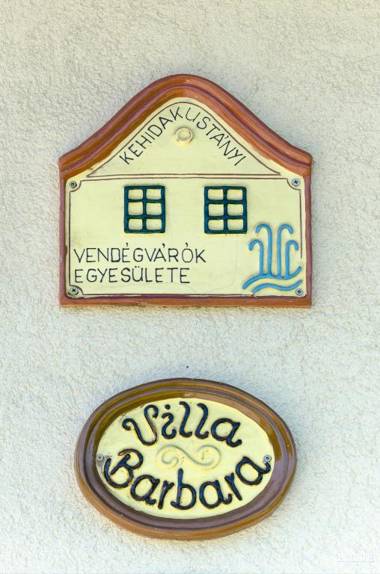 KEHIDAKUSTÁNYI
VENDÉGVÁRÓK
EGYESÜLETE
Villa
Barbara